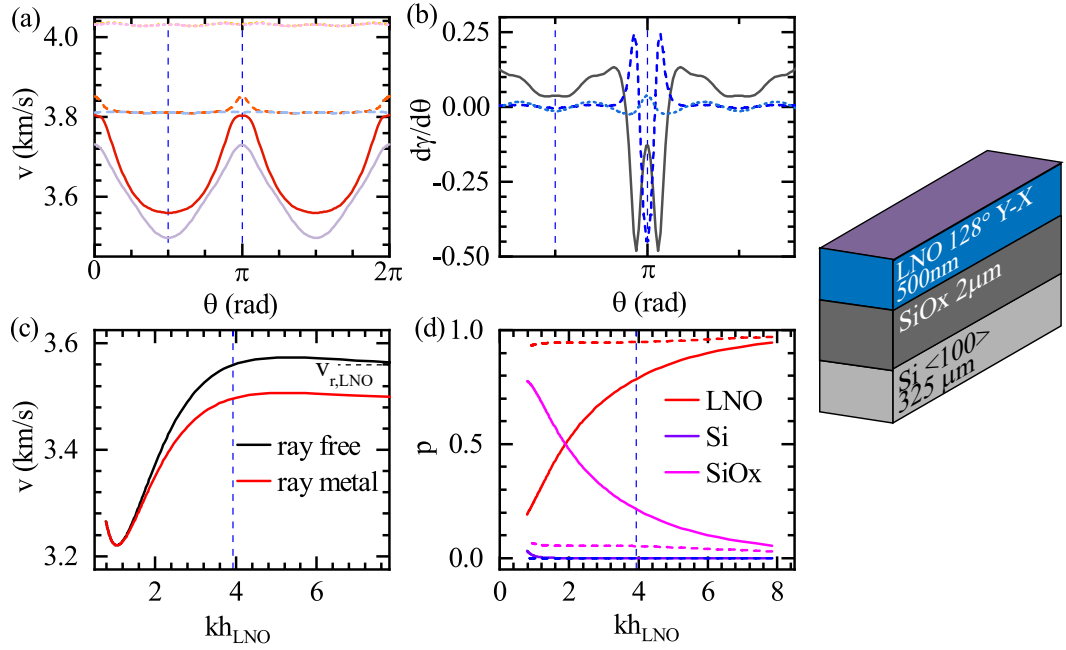 (a)
4.0
3.8
3.6
v (km/s)
0
π
2π
θ (rad)
(b)
0.25
0.00
-0.25
-0.50
dγ/dθ
π
θ (rad)
LNO 128° Y-X
500nm
SiOx 2μm
Si <100>
325 μm
(c)
3.6
3.4
3.2
v (km/s)
v_r,LNO
ray free
ray metal
2
4
6
kh_LNO
(d)
1.0
0.5
0.0
p
LNO
Si
SiOx
0
2
4
6
8
kh_LNO